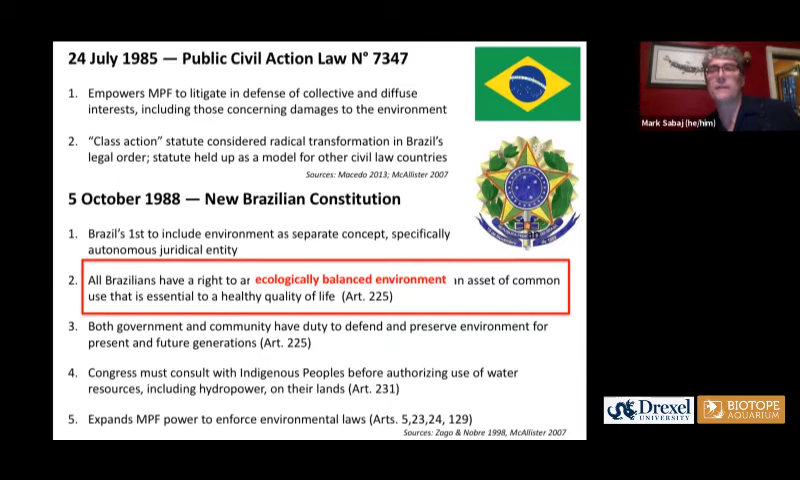 24 July 1985 — Public Civil Action Law N° 7347
1. Empowers MPF to litigate in defense of collective and diffuse
interests, including those concerning damages to the environment
2. “Class action” statute considered radical transformation in Brazil’s
legal order; statute held up as a model for other civil law countries
Sources: Macedo 2013; McAllister 2007
5 October 1988 — New Brazilian Constitution
1. Brazil’s 1st to include environment as separate concept, specifically
autonomous juridical entity
2. All Brazilians have a right to ar ecologically balanced environment ın asset of common
use that is essential to a healthy quality of life (Art. 225)
3. Both government and community have duty to defend and preserve environment for
present and future generations (Art. 225)
4. Congress must consult with Indigenous Peoples before authorizing use of water
resources, including hydropower, on their lands (Art. 231)
5. Expands MPF power to enforce environmental laws (Arts. 5,23,24, 129)
Sources: Zago & Nobre 1998, McAllister 2007
Mark Sabaj (he/him)
Drexel
UNIVERSITY
BIOTOPE
AQUARIUM